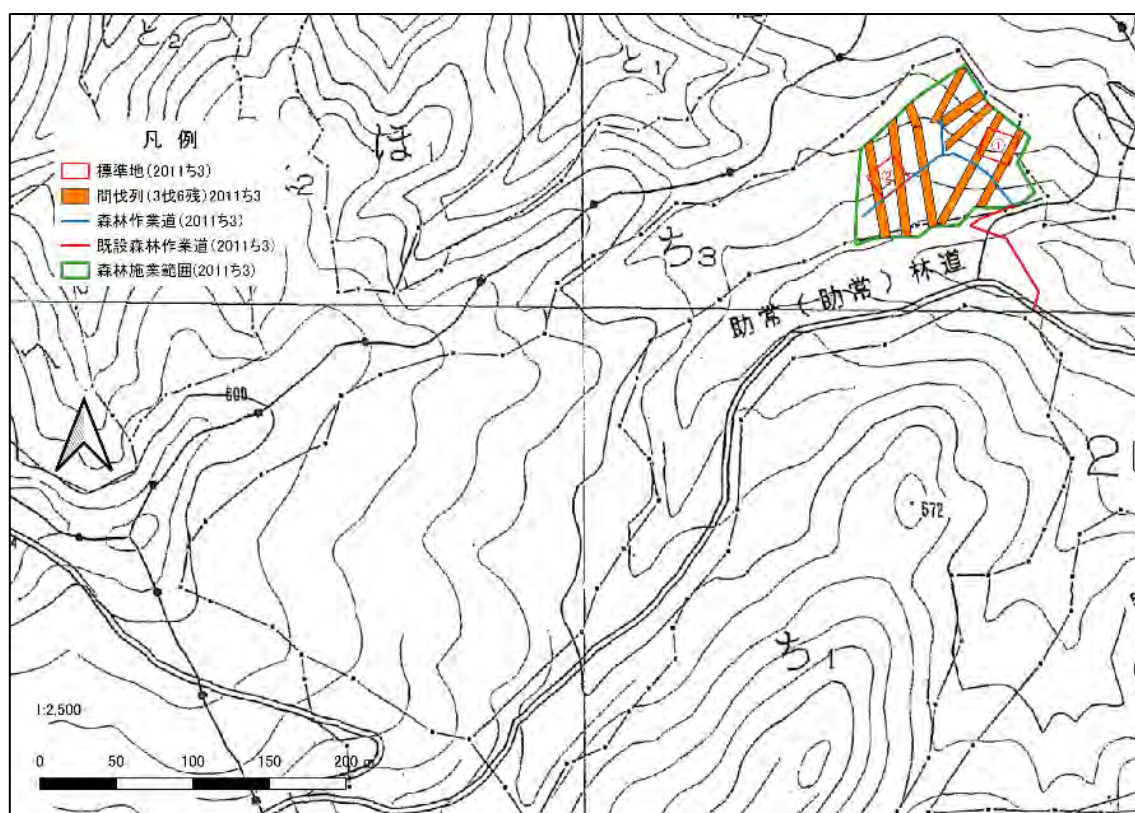 と2
と1
ほ1
凡 例
標準地(2011ち3)
間伐列(3伐6残)2011ち3
森林作業道(2011ち3)
既設森林作業道(2011ち3)
森林施業範囲(2011ち3)
①
②
ち3
助常(助常)林道
600
672
ち1
1:2,500
0 50 100 150 200 m